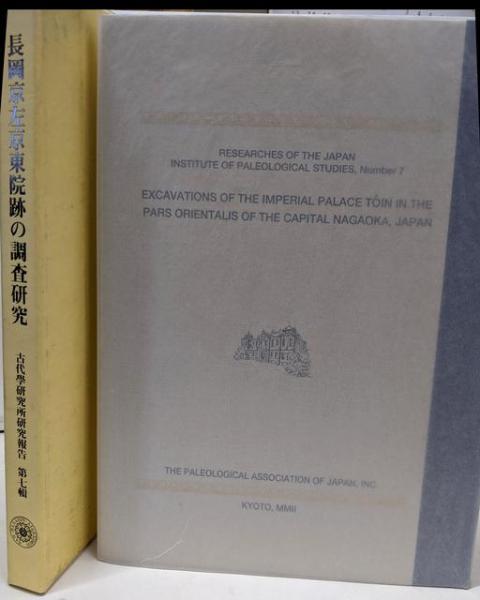 長岡京左京東院跡の調査研究
古代學研究所研究報告 第七輯
RESEARCHES OF THE JAPAN
INSTITUTE OF PALEOLOGICAL STUDIES, Number 7
EXCAVATIONS OF THE IMPERIAL PALACE TŌIN IN THE
PARS ORIENTALIS OF THE CAPITAL NAGAOKA, JAPAN
THE PALEOLOGICAL ASSOCIATION OF JAPAN, INC.
KYOTO, MMII